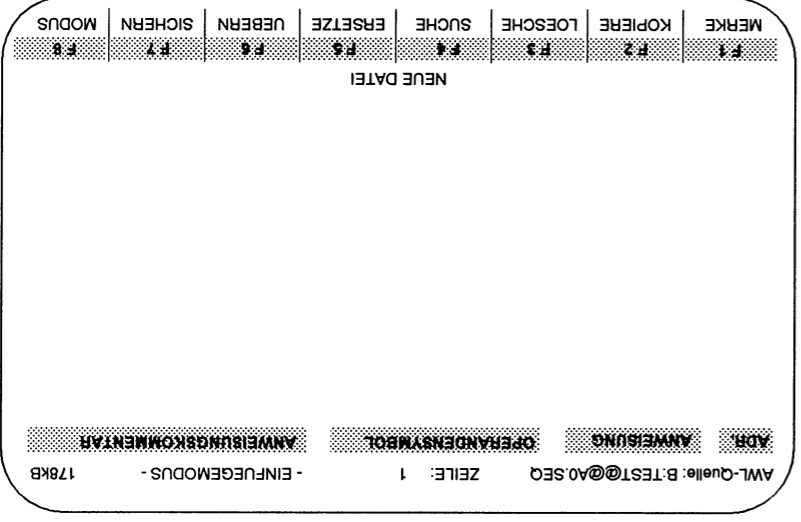 AWL-Quelle: B:TEST@@A0.SEQ ZEILE: 1 - EINFUEGEMODUS - 178kB
ADR. ANWEISUNG OPERANDENSYMBOL ANWEISUNGSKOMMENTAR
NEUE DATEI
F 1 F 2 F 3 F 4 F 5 F 6 F 7 F 8
MERKE KOPIERE LOESCHE SUCHE ERSETZE UEBERN SICHERN MODUS